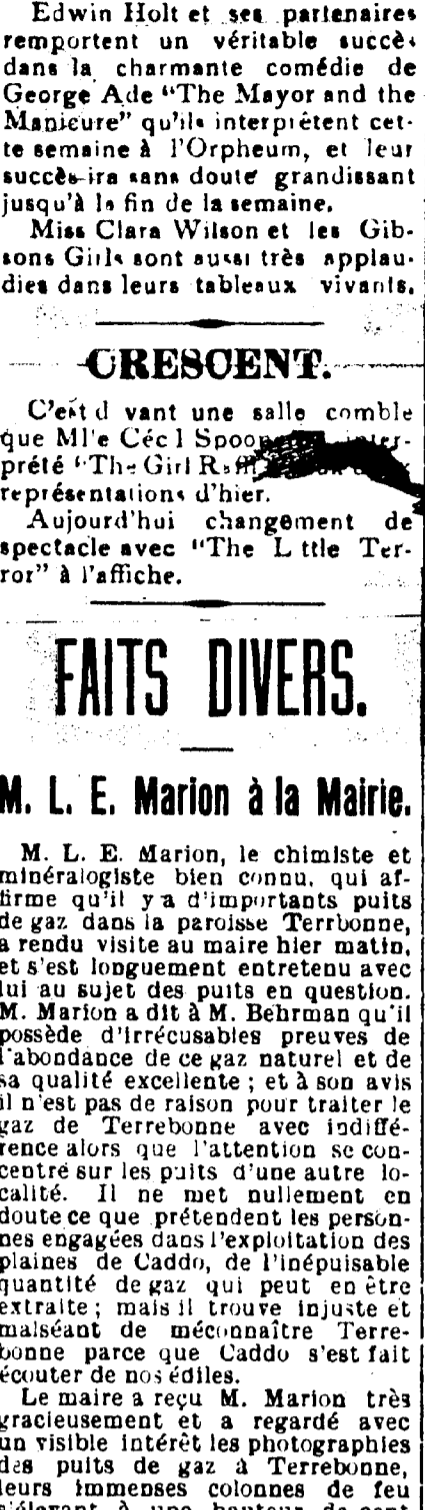 Edwin Holt et ses partenaires
remportent un véritable succès
dans la charmante comédie de
George Ade "The Mayor and the
Manicure" qu'ils interprètent cet-
te semaine à l'Orpheum, et leur
succès ira sans doute grandissant
jusqu'à la fin de la semaine.
Miss Clara Wilson et les Gib-
sons Girls sont aussi très applau-
dies dans leurs tableaux vivants.
CRESCENT.
C'est d vant une salle comble
que Ml'e Céc l Spoo inter-
prété "The Girl
représentations d'hier.
Aujourd'hui changement de
spectacle avec "The L ttle Ter-
ror" à l'affiche.
FAITS DIVERS.
M. L. E. Marion à la Mairie.
M. L. E. Marion, le chimiste et
minéralogiste bien connu, qui af-
firme qu'il y a d'importants puits
de gaz dans la paroisse Terrbonne,
a rendu visite au maire hier matin,
et s'est longuement entretenu avec
lui au sujet des puits en question.
M. Marion a dit à M. Behrman qu'il
possède d'irrécusables preuves de
l'abondance de ce gaz naturel et de
sa qualité excellente ; et à son avis
il n'est pas de raison pour traiter le
gaz de Terrebonne avec indiffé-
rence alors que l'attention se con-
centre sur les puits d'une autre lo-
calité. Il ne met nullement en
doute ce que prétendent les person-
nes engagées dans l'exploitation des
plaines de Caddo, de l'inépuisable
quantité de gaz qui peut en être
extraite ; mais il trouve injuste et
malséant de méconnaître Terre-
bonne parce que Caddo s'est fait
écouter de nos édiles.
Le maire a reçu M. Marion très
gracieusement et a regardé avec
un visible intérêt les photographies
des puits de gaz à Terrebonne,
leurs immenses colonnes de feu
s'élevant à une hauteur de cent